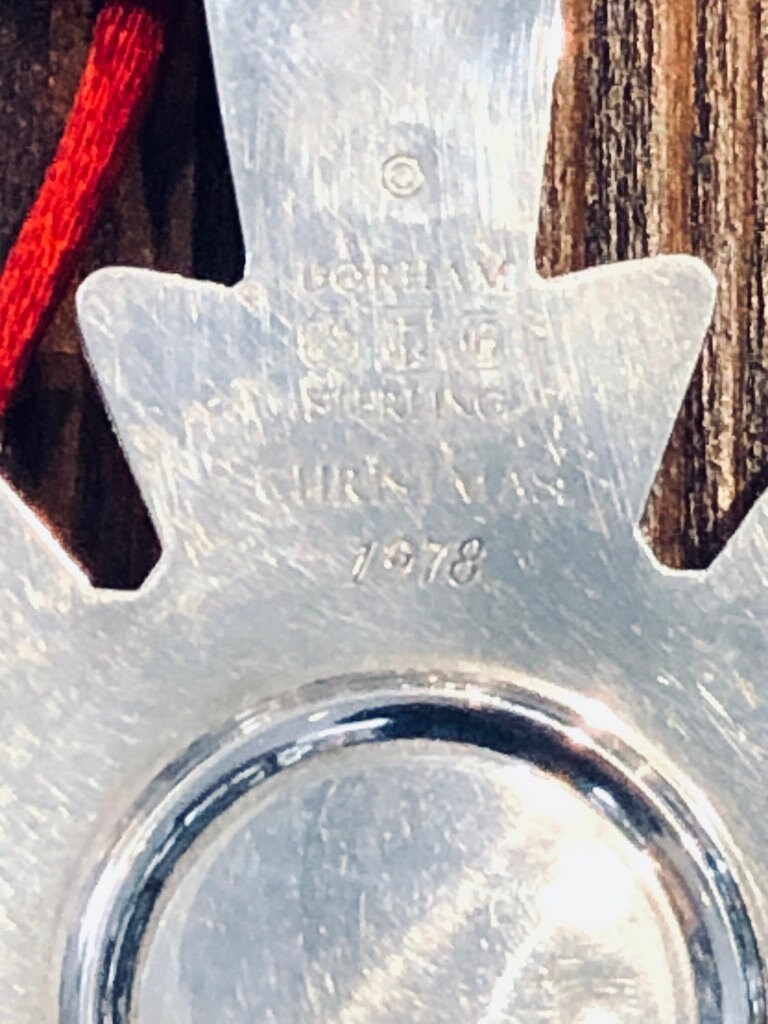 ©
GORHAM
STERLING
CHRISTMAS
1978